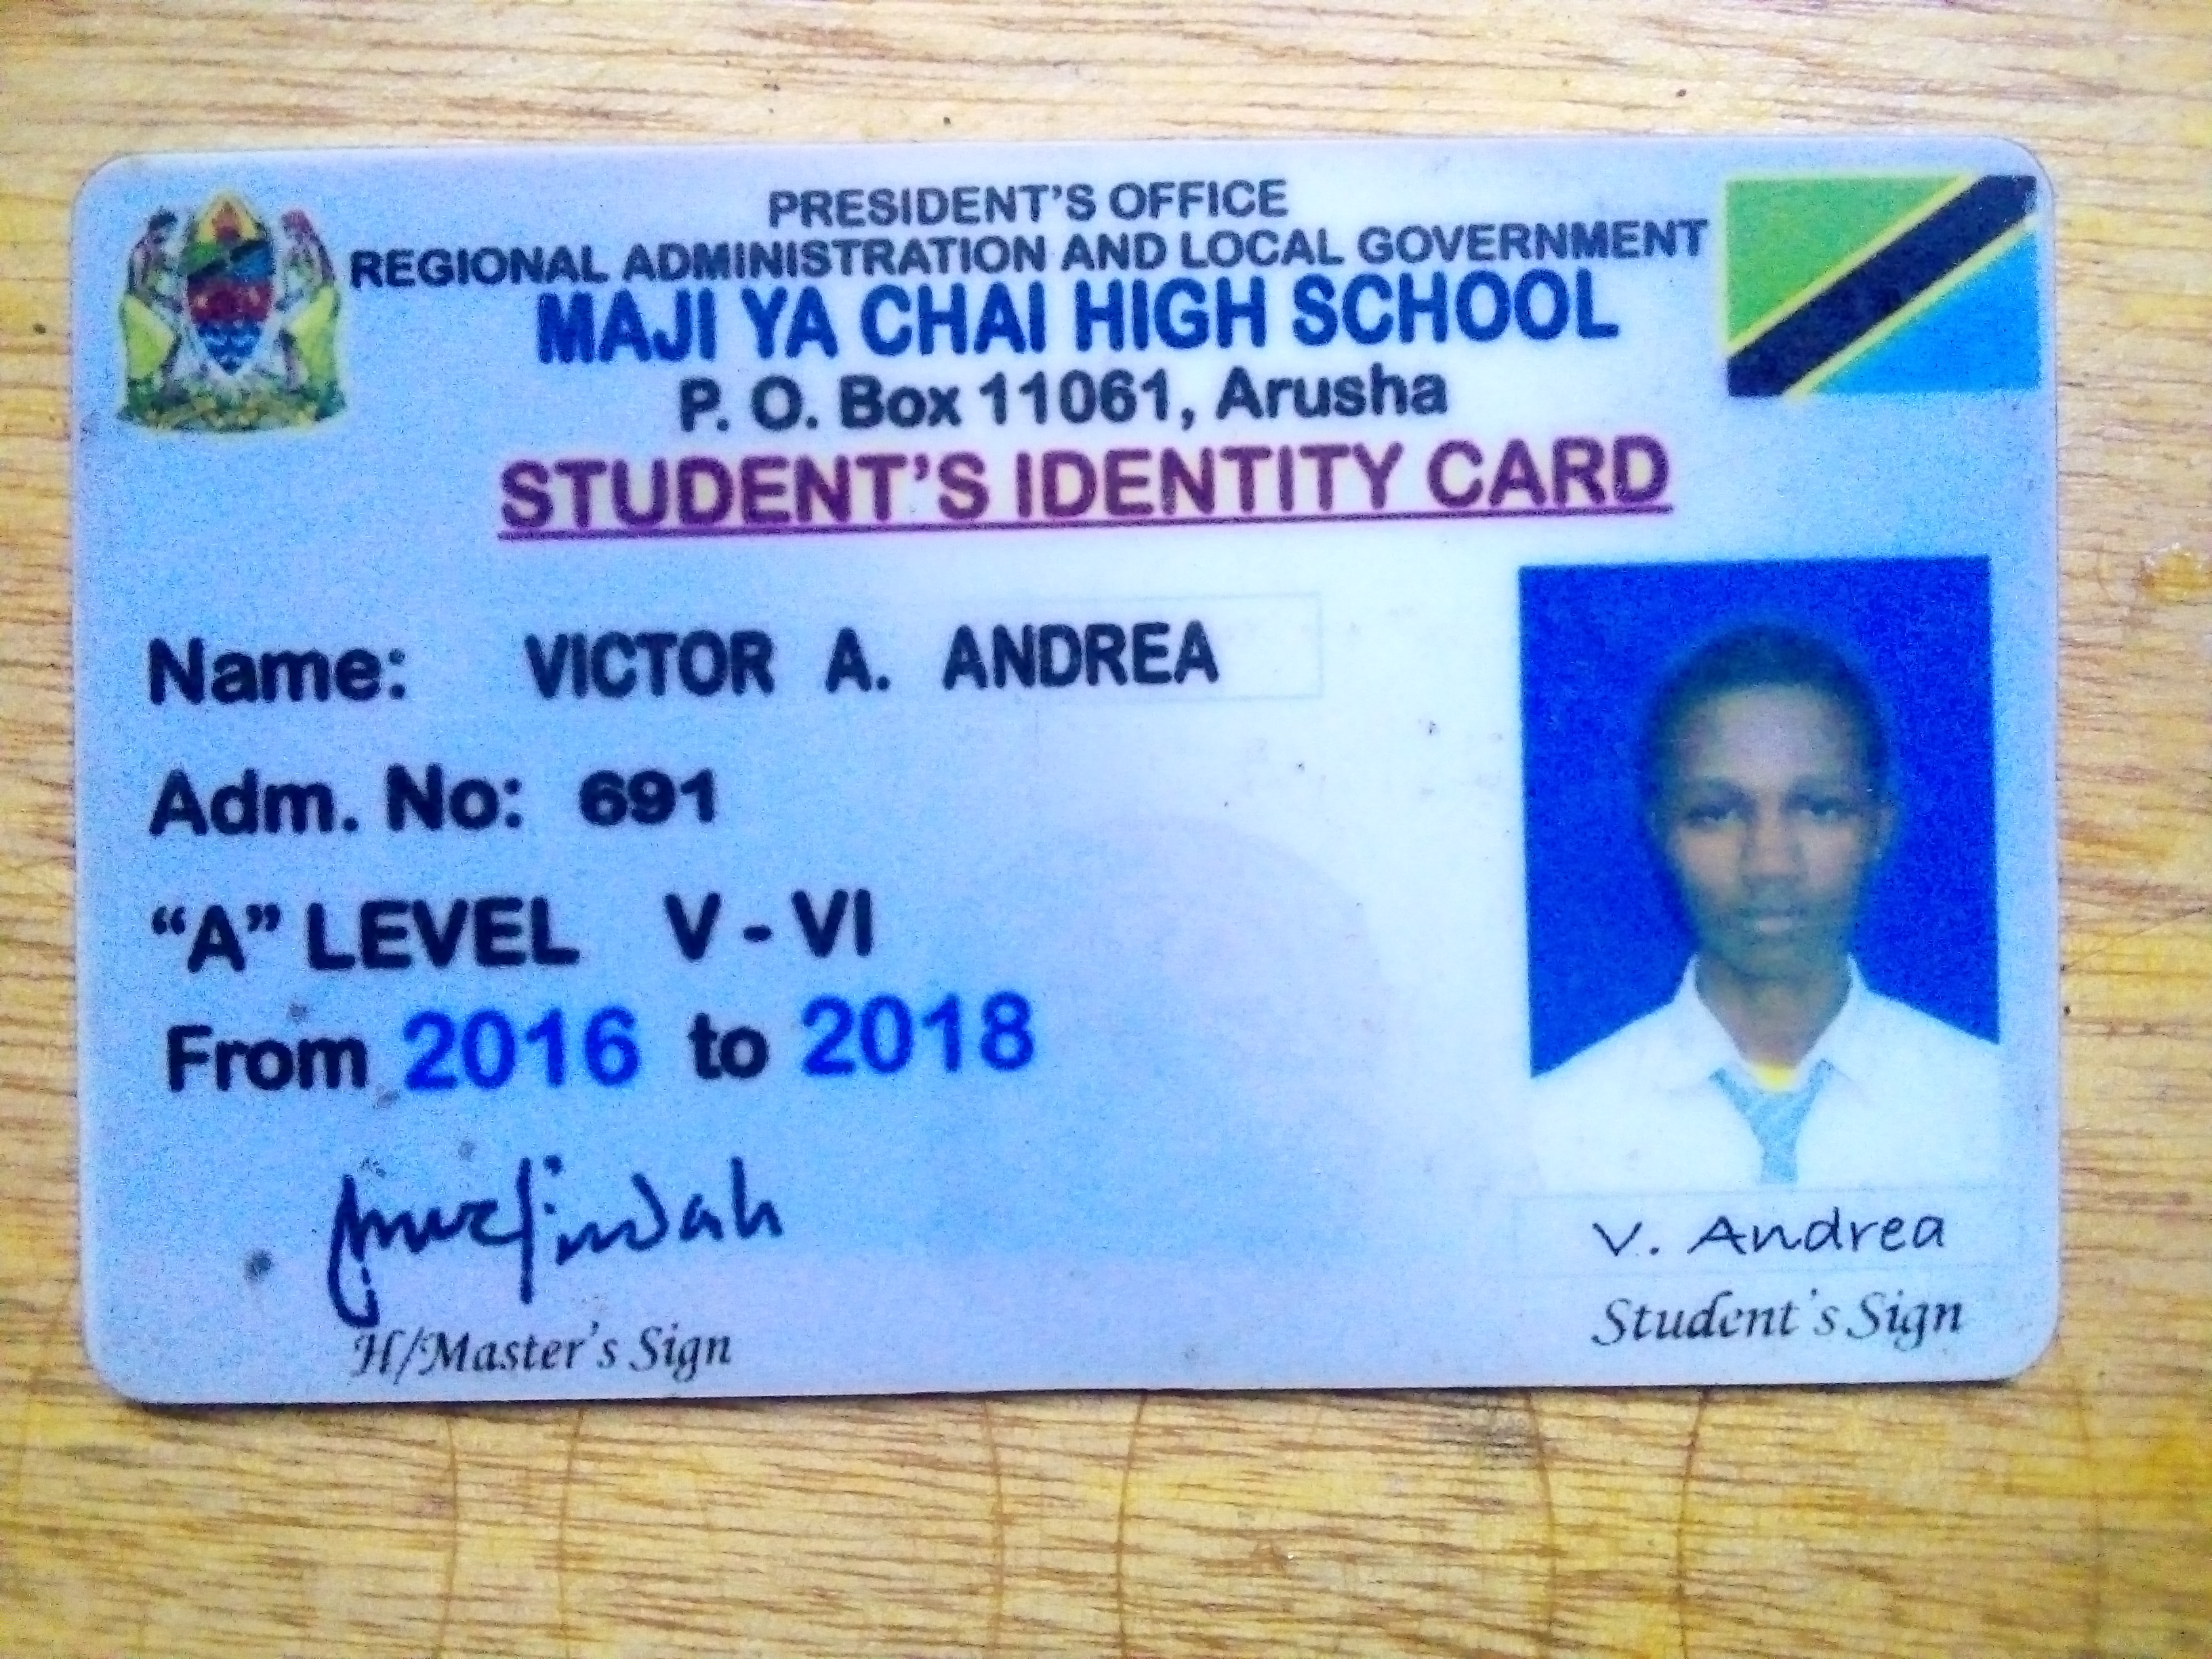 PRESIDENT'S OFFICE
REGIONAL ADMINISTRATION AND LOCAL GOVERNMENT
MAJI YA CHAI HIGH SCHOOL
P. O. Box 11061, Arusha
STUDENT'S IDENTITY CARD
Name: VICTOR A. ANDREA
Adm. No: 691
"A" LEVEL V - VI
From 2016 to 2018
H/Master's Sign
V. Andrea
Student's Sign